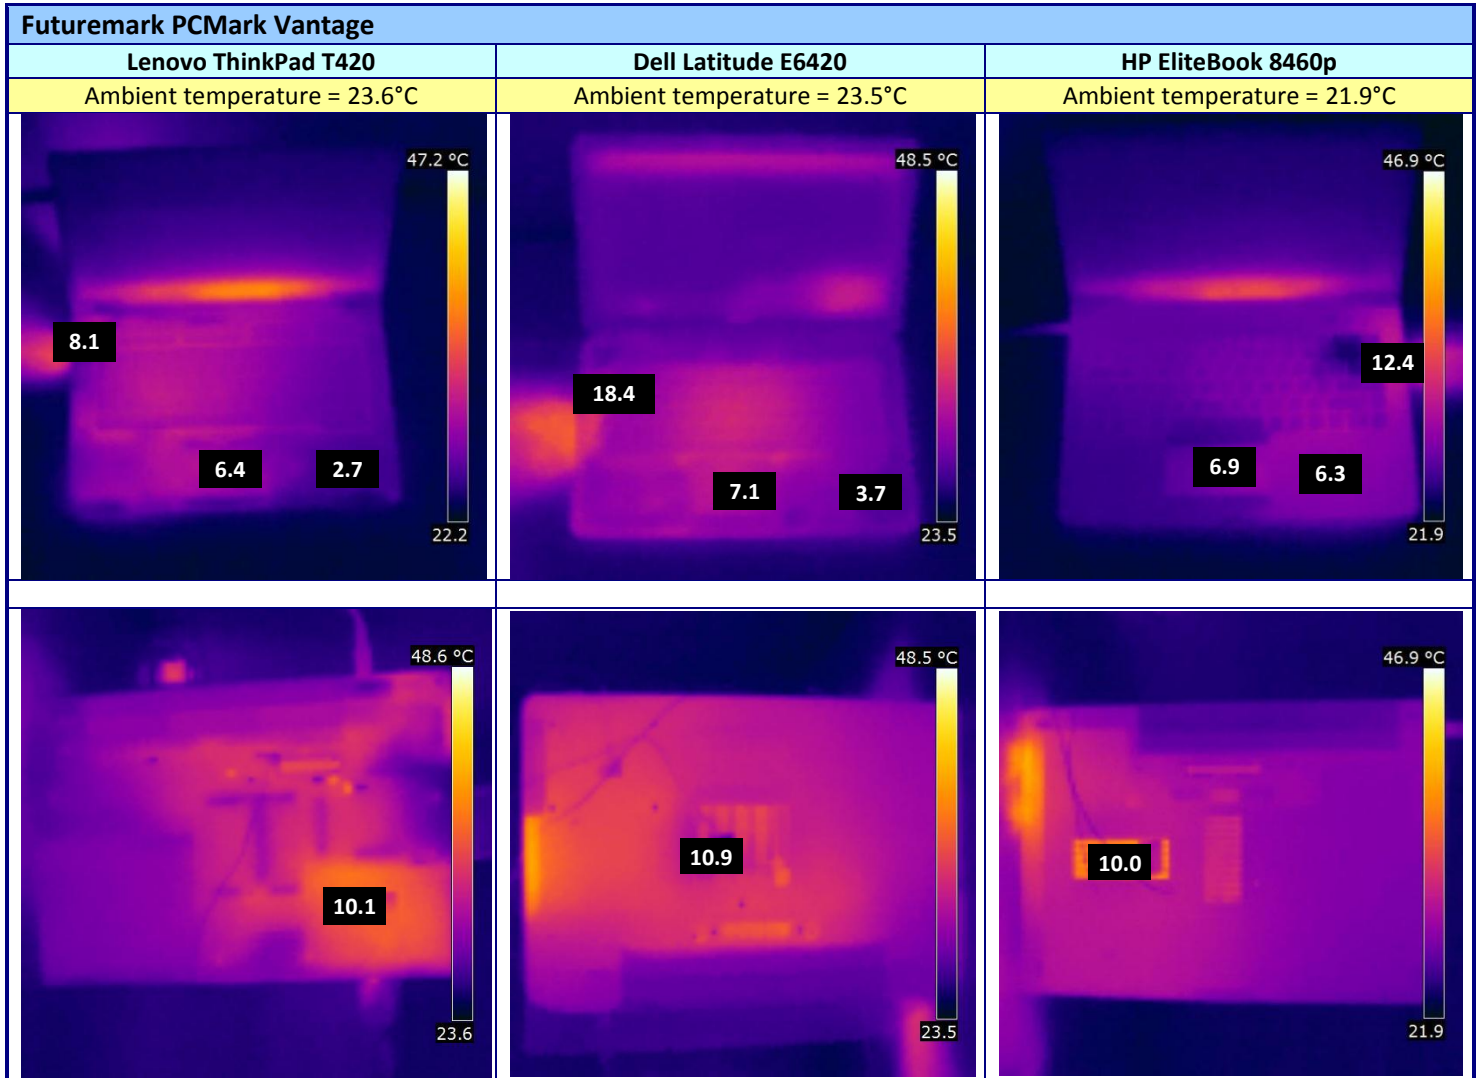 Futuremark PCMark Vantage
Lenovo ThinkPad T420
Dell Latitude E6420
HP EliteBook 8460p
Ambient temperature = 23.6°C
Ambient temperature = 23.5°C
Ambient temperature = 21.9°C
47.2 °C
8.1
6.4
2.7
22.2
48.5 °C
18.4
7.1
3.7
23.5
46.9 °C
12.4
6.9
6.3
21.9
48.6 °C
10.1
23.6
48.5 °C
10.9
23.5
46.9 °C
10.0
21.9